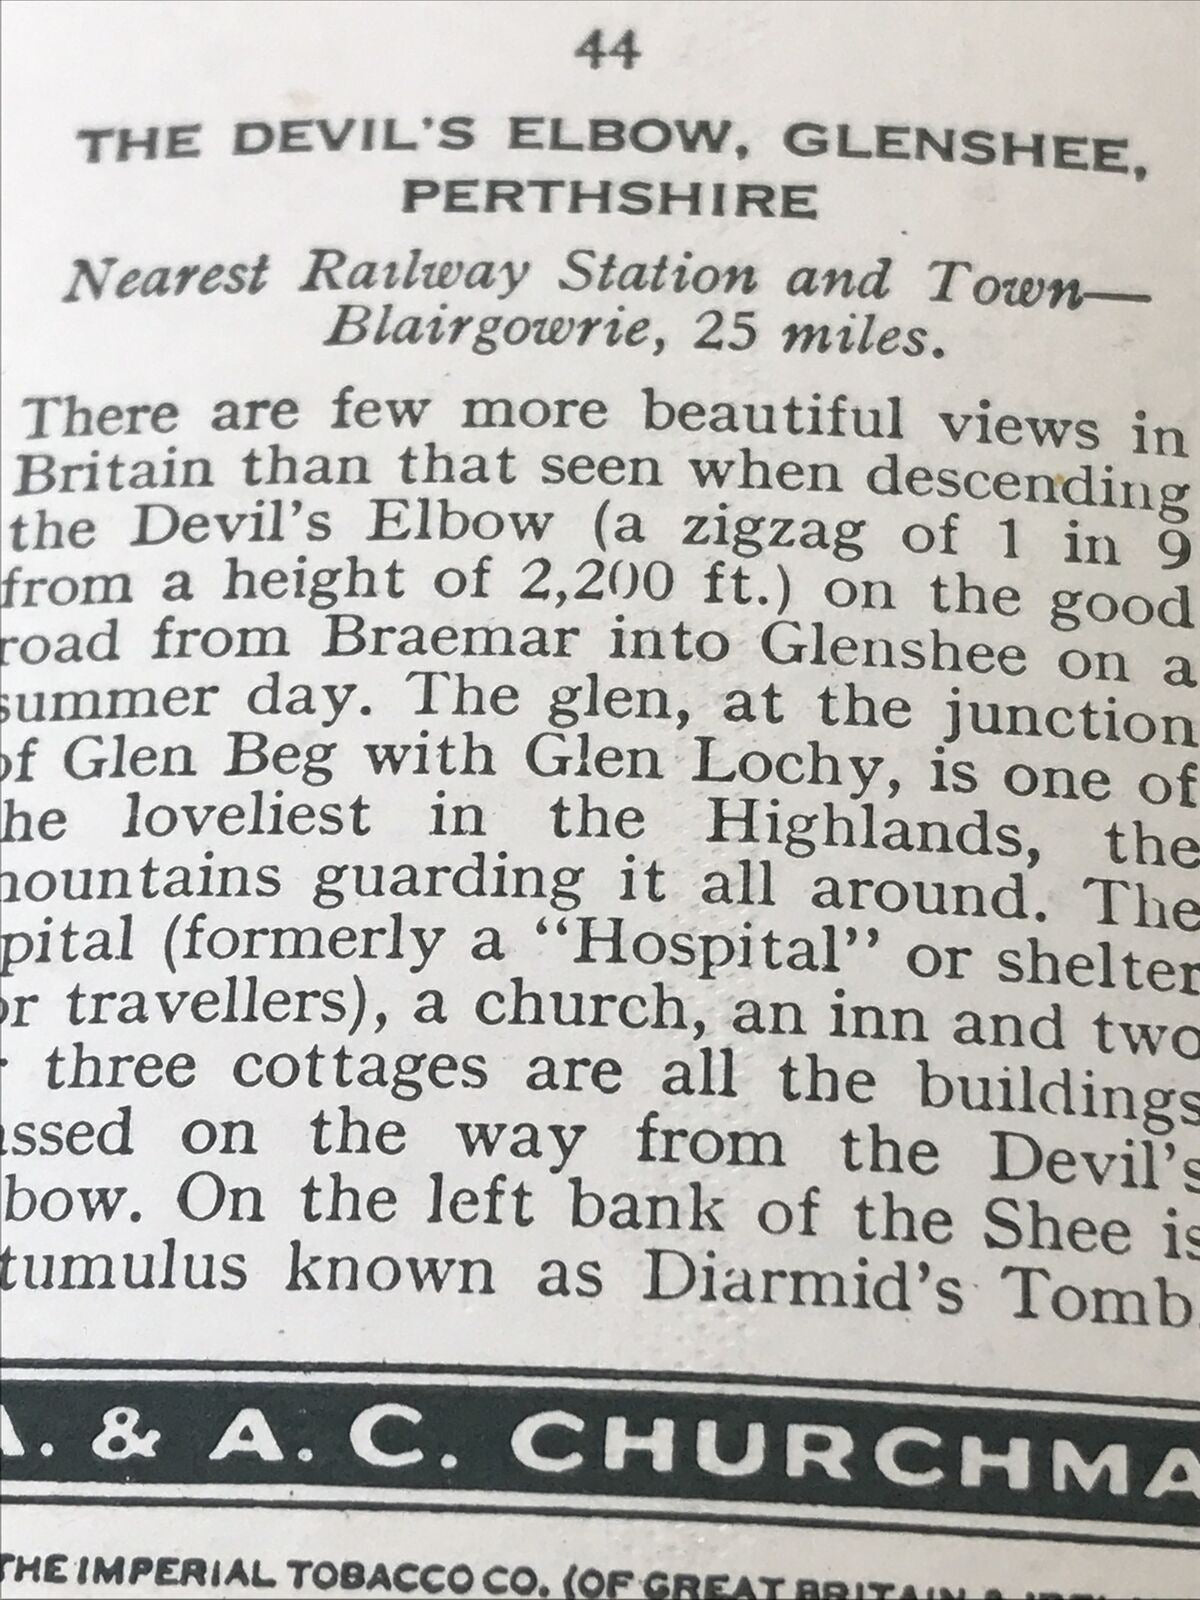 44
THE DEVIL'S ELBOW, GLENSHEE,
PERTHSHIRE
Nearest Railway Station and Town—
Blairgowrie, 25 miles.
There are few more beautiful views in
Britain than that seen when descending
the Devil's Elbow (a zigzag of 1 in 9
from a height of 2,200 ft.) on the good
road from Braemar into Glenshee on a
summer day. The glen, at the junction
of Glen Beg with Glen Lochy, is one of
he loveliest in the Highlands, the
ountains guarding it all around. The
pital (formerly a “Hospital” or shelter
or travellers), a church, an inn and two
three cottages are all the buildings
assed on the way from the Devil's
bow. On the left bank of the Shee is
tumulus known as Diarmid's Tomb.
A. & A. C. CHURCHMA
THE IMPERIAL TOBACCO CO. (OF GREAT BRITAIN &